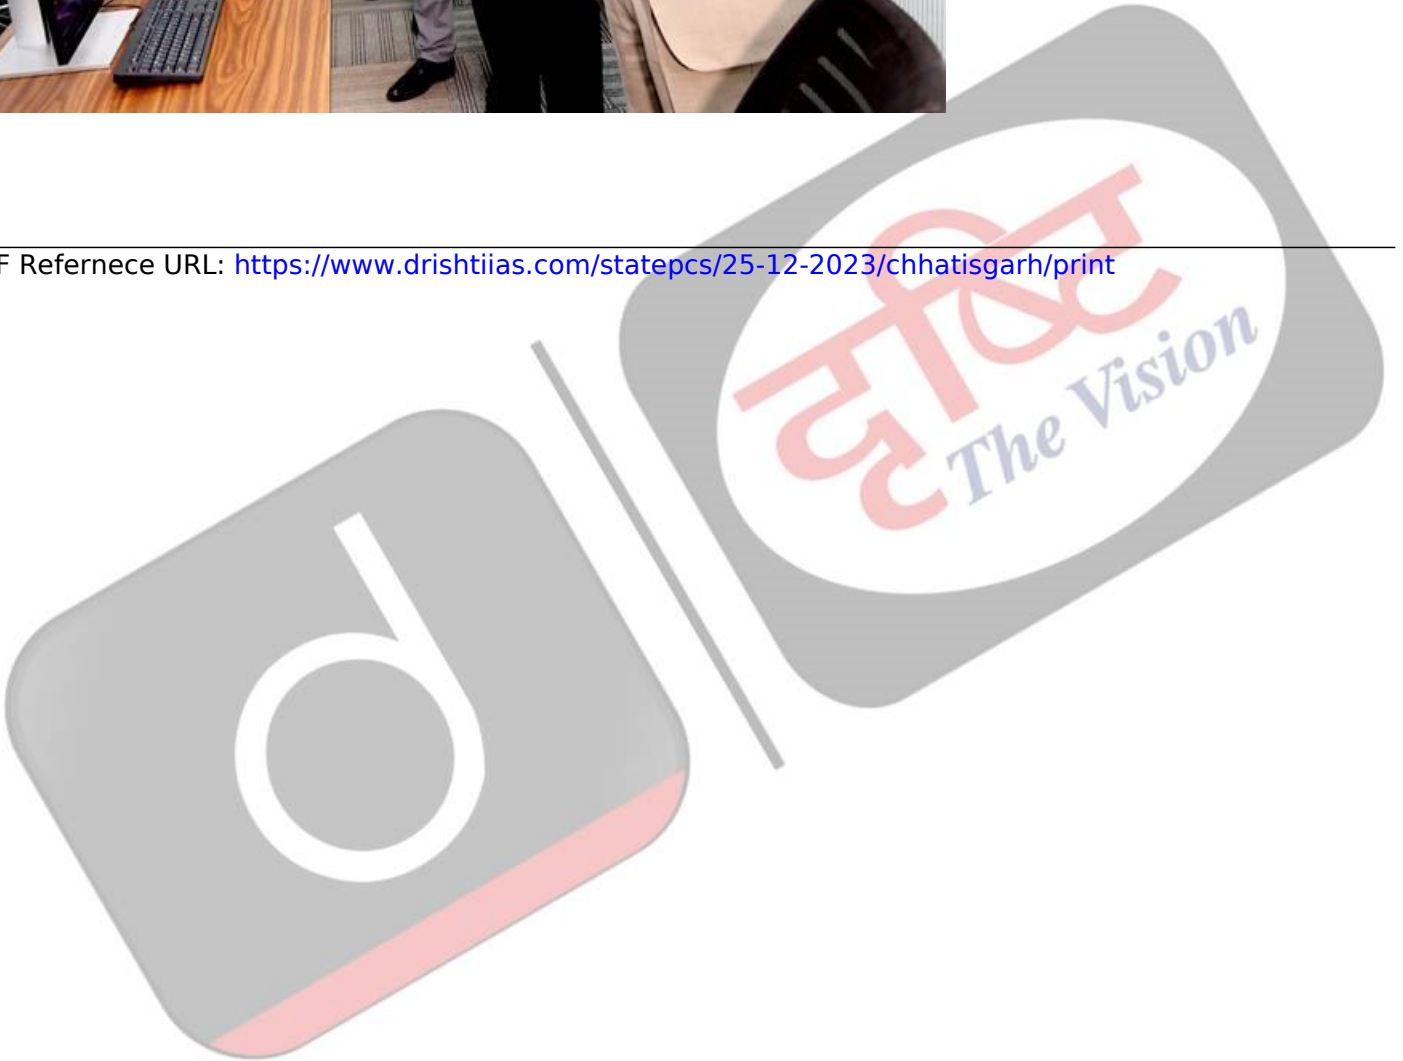 F Refernece URL: https://www.drishtiias.com/statepcs/25-12-2023/chhatisgarh/print
दृष्टि
The Vision
d